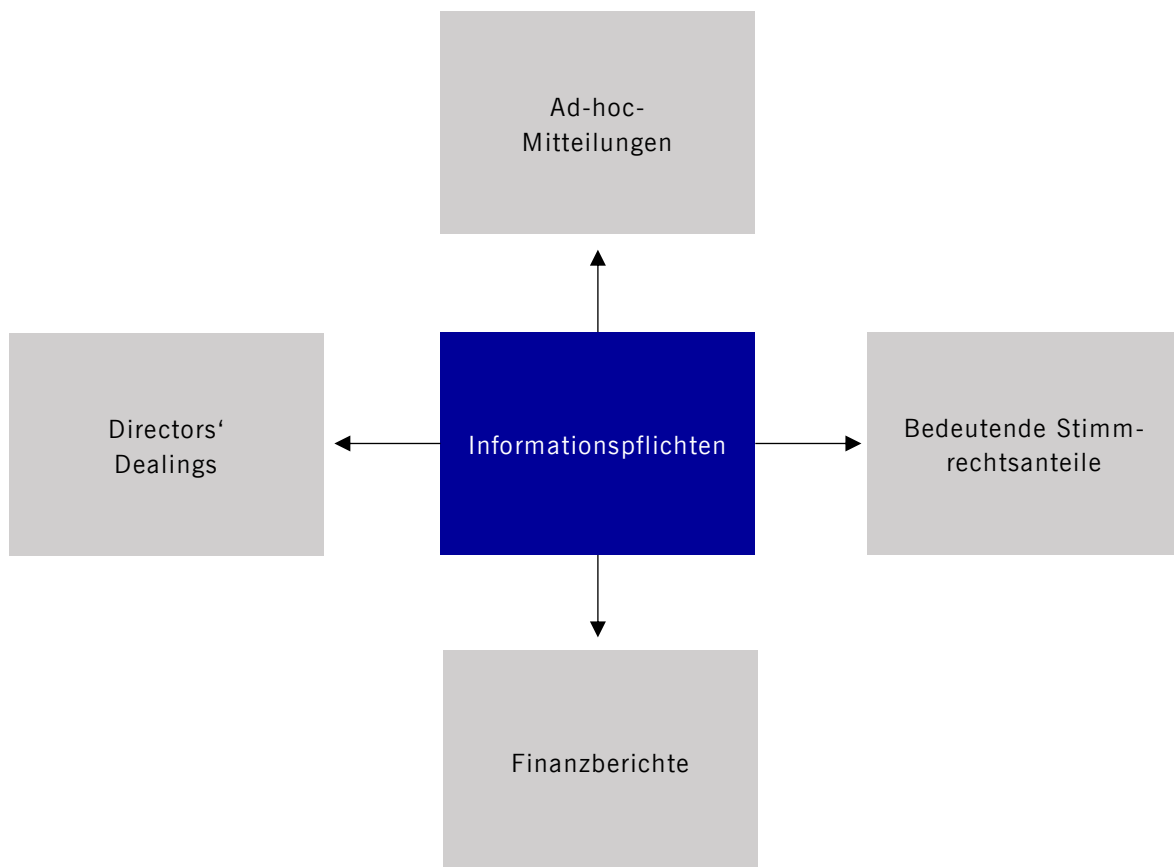 Ad-hoc-
Mitteilungen
Directors‘
Dealings
Informationspflichten
Bedeutende Stimm-
rechtsanteile
Finanzberichte